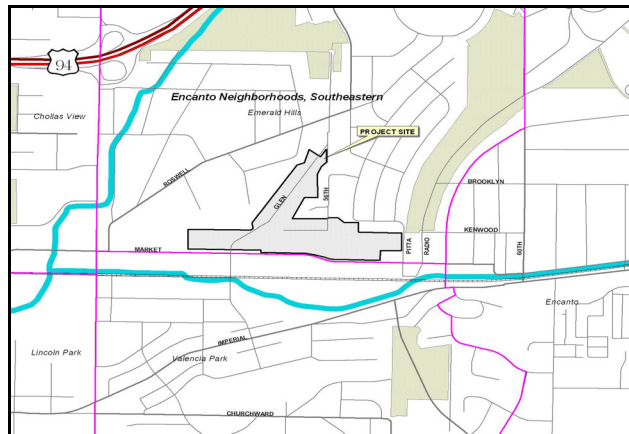 94
Encanto Neighborhoods, Southeastern
Chollas View
Emerald Hills
PROJECT SITE
ROSWELL
BROOKLYN
GLEN
56TH
KENWOOD
MARKET
PITTA
RADIO
60TH
Encanto
IMPERIAL
Lincoln Park
Valencia Park
CHURCHWARD